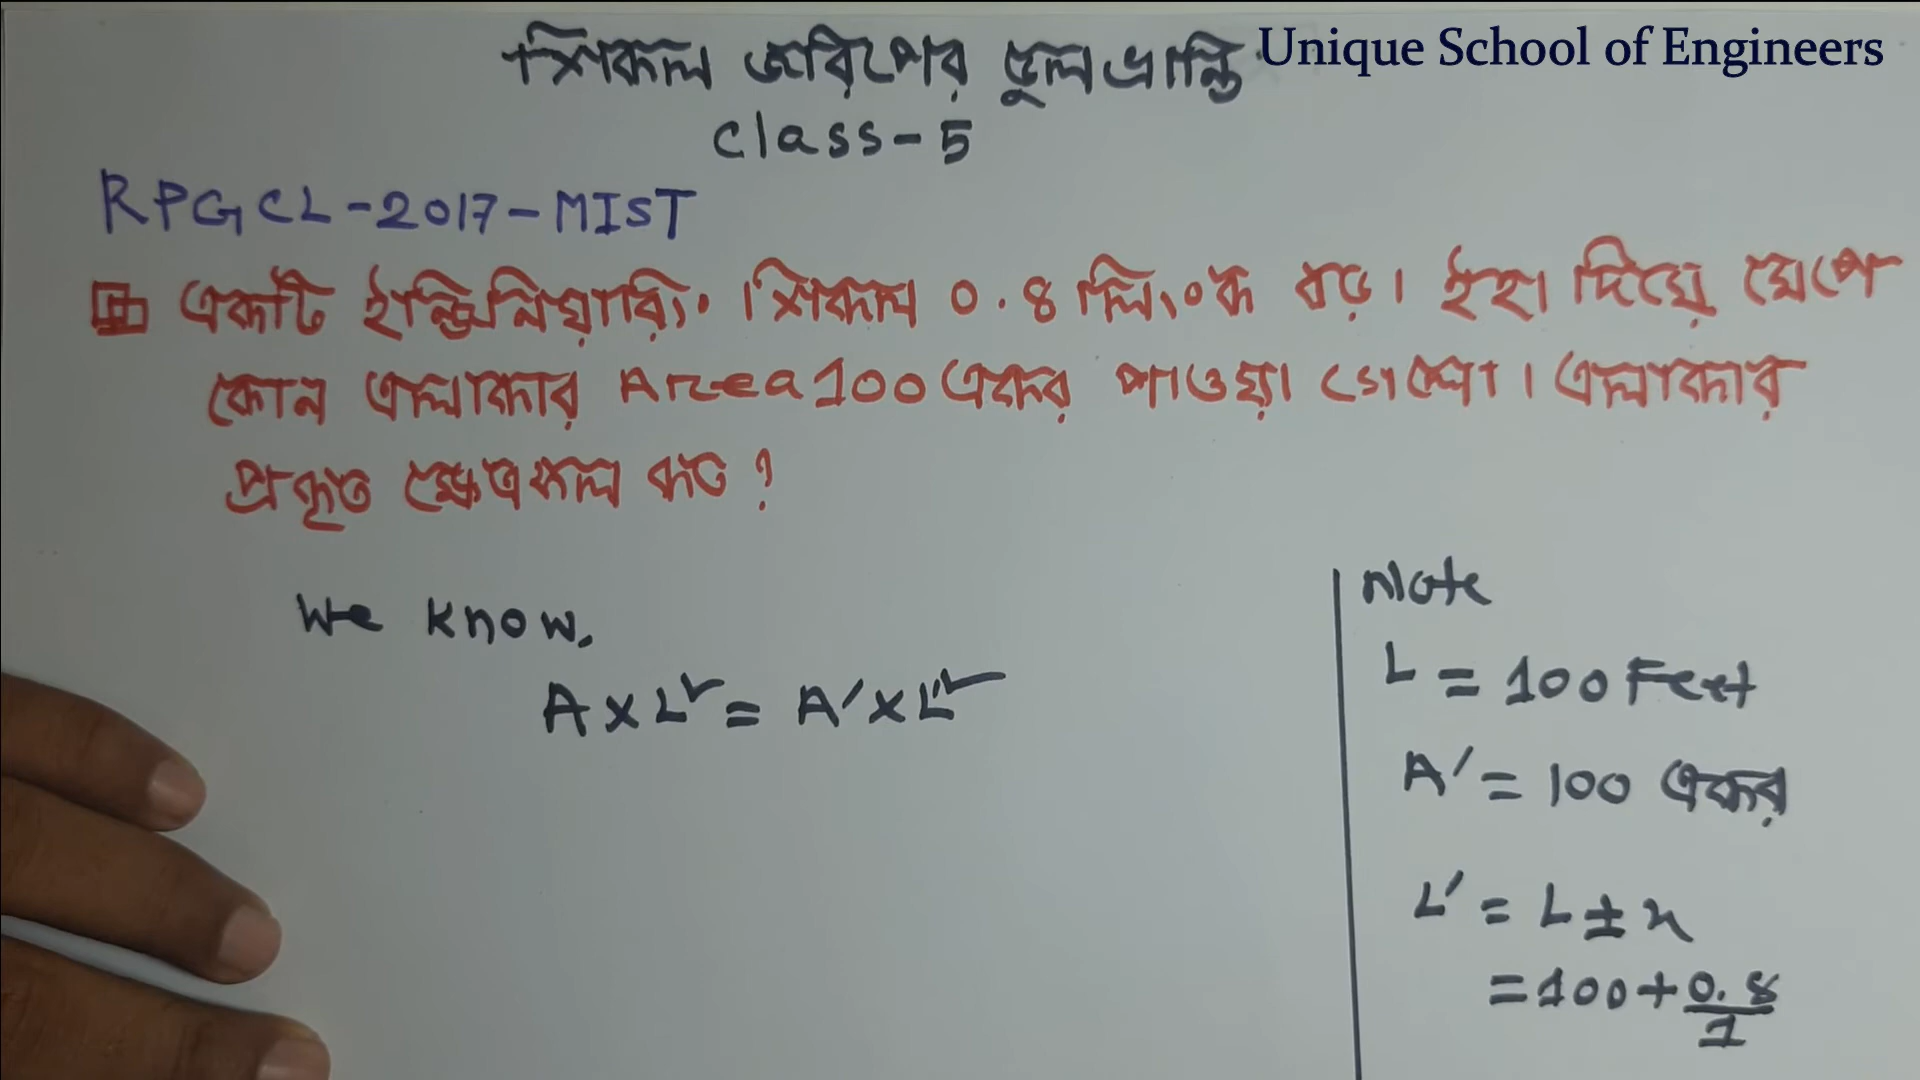 শিকল জরিপের ভুলভ্রান্তি
Unique School of Engineers
class-5
RPGCL-2017-MIST
একটি ইন্জিনিয়ারিং শিকল 0.8 লিংক বড়। ইহা দিয়ে মেপে
কোন এলাকার Area 100 একর পাওয়া গেলো। এলাকার
প্রকৃত ক্ষেত্রফল কত?
We know,
A × L² = A' × L'²
Note
L = 100 Feet
A' = 100 একর
L' = L ± x
= 100 + 0.8/1